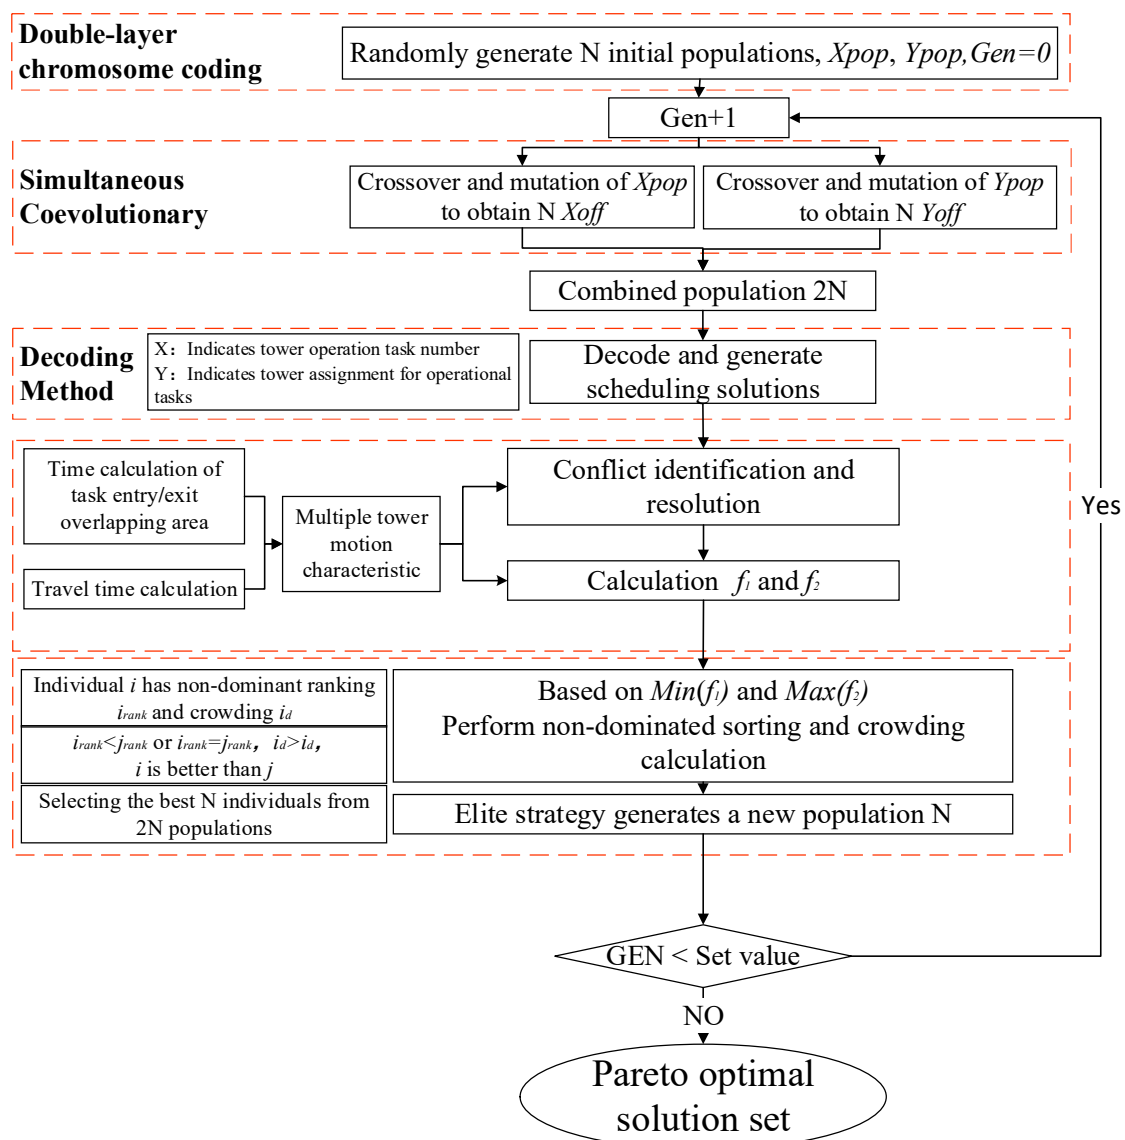 Double-layer
chromosome coding
Randomly generate N initial populations, Xpop, Ypop,Gen=0
Gen+1
Simultaneous
Coevolutionary
Crossover and mutation of Xpop
to obtain N Xoff
Crossover and mutation of Ypop
to obtain N Yoff
Combined population 2N
Decoding
Method
X：Indicates tower operation task number
Y：Indicates tower assignment for operational
tasks
Decode and generate
scheduling solutions
Time calculation of
task entry/exit
overlapping area
Travel time calculation
Multiple tower
motion
characteristic
Conflict identification and
resolution
Calculation f1 and f2
Yes
Individual i has non-dominant ranking
irank and crowding id
irank<jrank or irank=jrank，id>id，
i is better than j
Selecting the best N individuals from
2N populations
Based on Min(f1) and Max(f2)
Perform non-dominated sorting and crowding
calculation
Elite strategy generates a new population N
GEN < Set value
NO
Pareto optimal
solution set